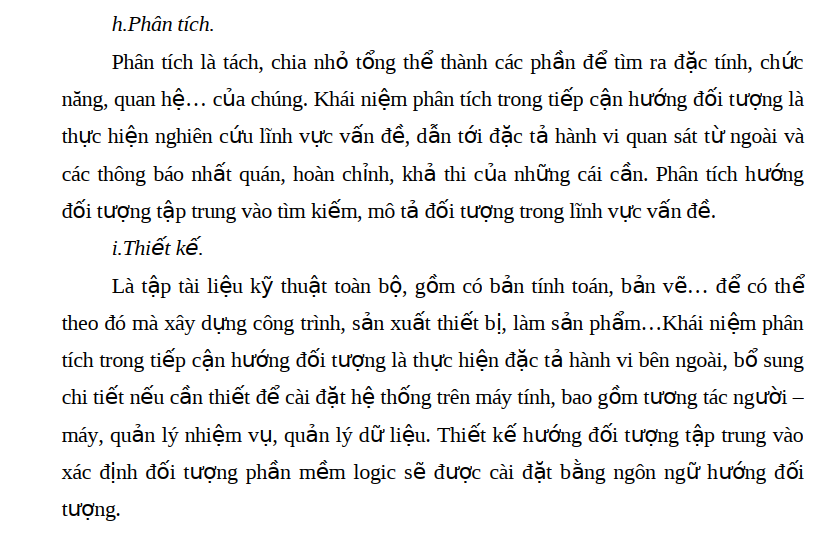 h.Phân tích.
Phân tích là tách, chia nhỏ tổng thể thành các phần để tìm ra đặc tính, chức
năng, quan hệ… của chúng. Khái niệm phân tích trong tiếp cận hướng đối tượng là
thực hiện nghiên cứu lĩnh vực vấn đề, dẫn tới đặc tả hành vi quan sát từ ngoài và
các thông báo nhất quán, hoàn chỉnh, khả thi của những cái cần. Phân tích hướng
đối tượng tập trung vào tìm kiếm, mô tả đối tượng trong lĩnh vực vấn đề.
i.Thiết kế.
Là tập tài liệu kỹ thuật toàn bộ, gồm có bản tính toán, bản vẽ… để có thể
theo đó mà xây dựng công trình, sản xuất thiết bị, làm sản phẩm…Khái niệm phân
tích trong tiếp cận hướng đối tượng là thực hiện đặc tả hành vi bên ngoài, bổ sung
chi tiết nếu cần thiết để cài đặt hệ thống trên máy tính, bao gồm tương tác người –
máy, quản lý nhiệm vụ, quản lý dữ liệu. Thiết kế hướng đối tượng tập trung vào
xác định đối tượng phần mềm logic sẽ được cài đặt bằng ngôn ngữ hướng đối
tượng.